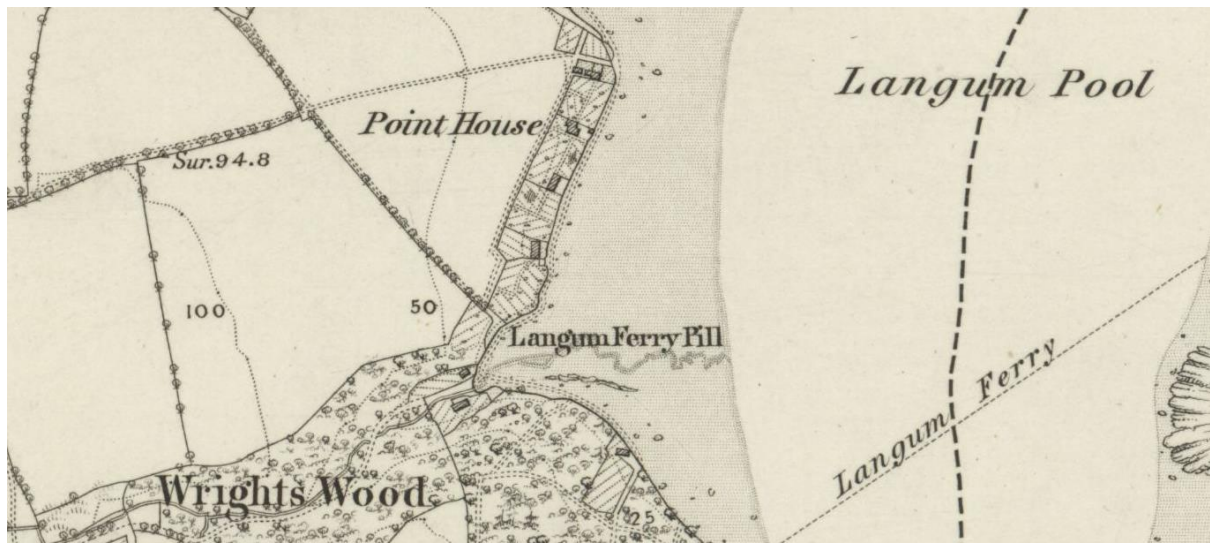 Langum Pool
Point House
Sur. 94.8
100
50
Langum Ferry Pill
Langum Ferry
Wrights Wood
25